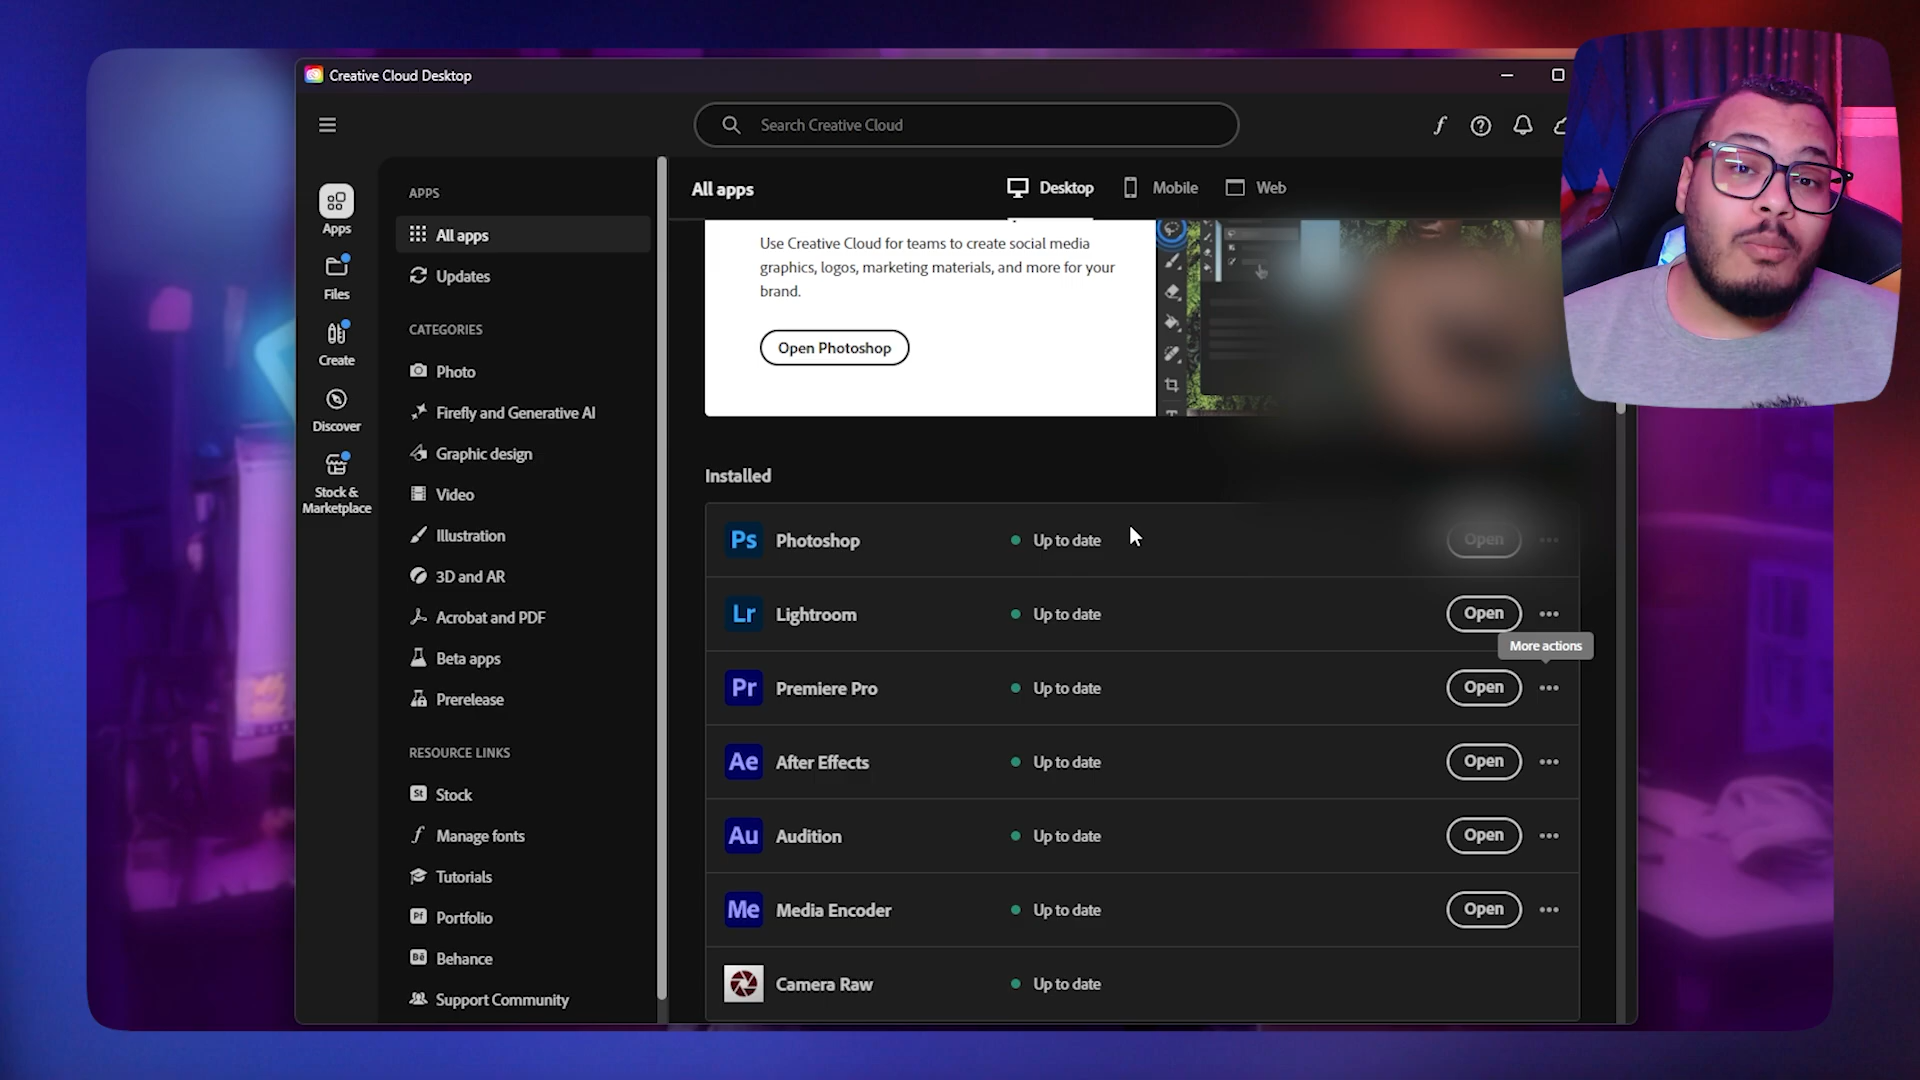 Creative Cloud Desktop
Search Creative Cloud
Apps
Files
Create
Discover
Stock &
Marketplace
APPS
All apps
Updates
CATEGORIES
Photo
Firefly and Generative AI
Graphic design
Video
Illustration
3D and AR
Acrobat and PDF
Beta apps
Prerelease
RESOURCE LINKS
St Stock
Manage fonts
Tutorials
Pf Portfolio
Bē Behance
Support Community
All apps
Desktop
Mobile
Web
Use Creative Cloud for teams to create social media
graphics, logos, marketing materials, and more for your
brand.
Open Photoshop
Installed
Ps Photoshop Up to date Open
Lr Lightroom Up to date Open
More actions
Pr Premiere Pro Up to date Open
Ae After Effects Up to date Open
Au Audition Up to date Open
Me Media Encoder Up to date Open
Camera Raw Up to date